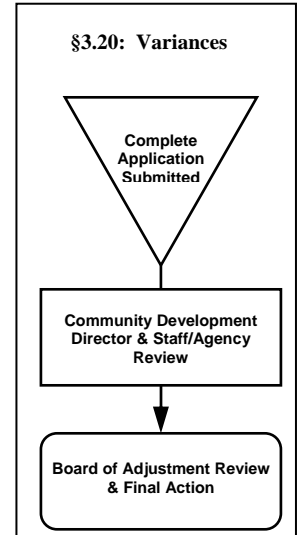 §3.20:  Variances
Complete
Application
Submitted
Community Development
Director & Staff/Agency
Review
Board of Adjustment Review
& Final Action